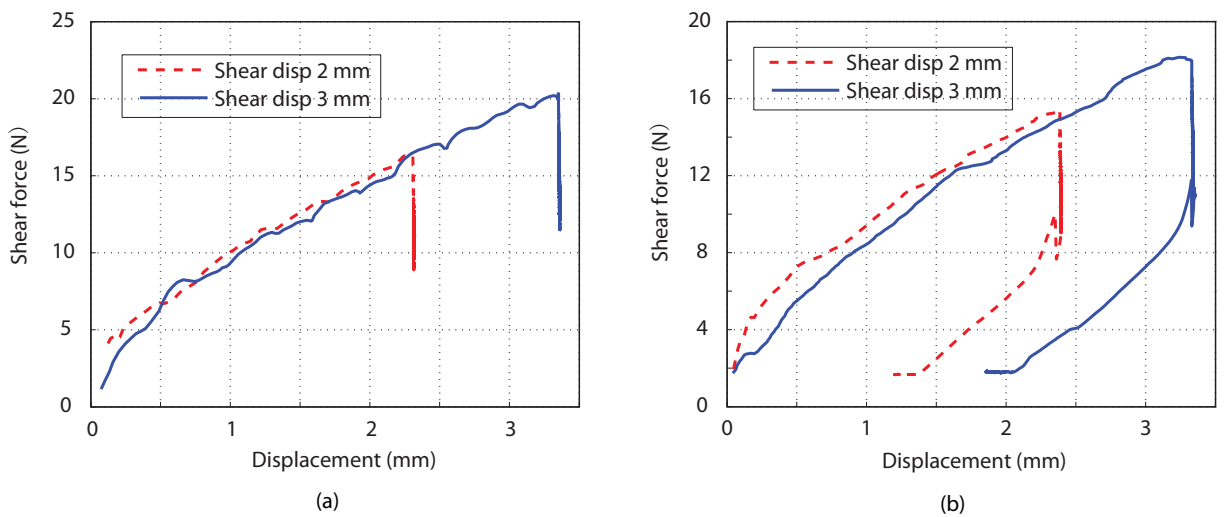 25
20
15
10
5
0
Shear force (N)
Shear disp 2 mm
Shear disp 3 mm
0 1 2 3
Displacement (mm)
(a)
20
16
12
8
4
0
Shear force (N)
Shear disp 2 mm
Shear disp 3 mm
0 1 2 3
Displacement (mm)
(b)